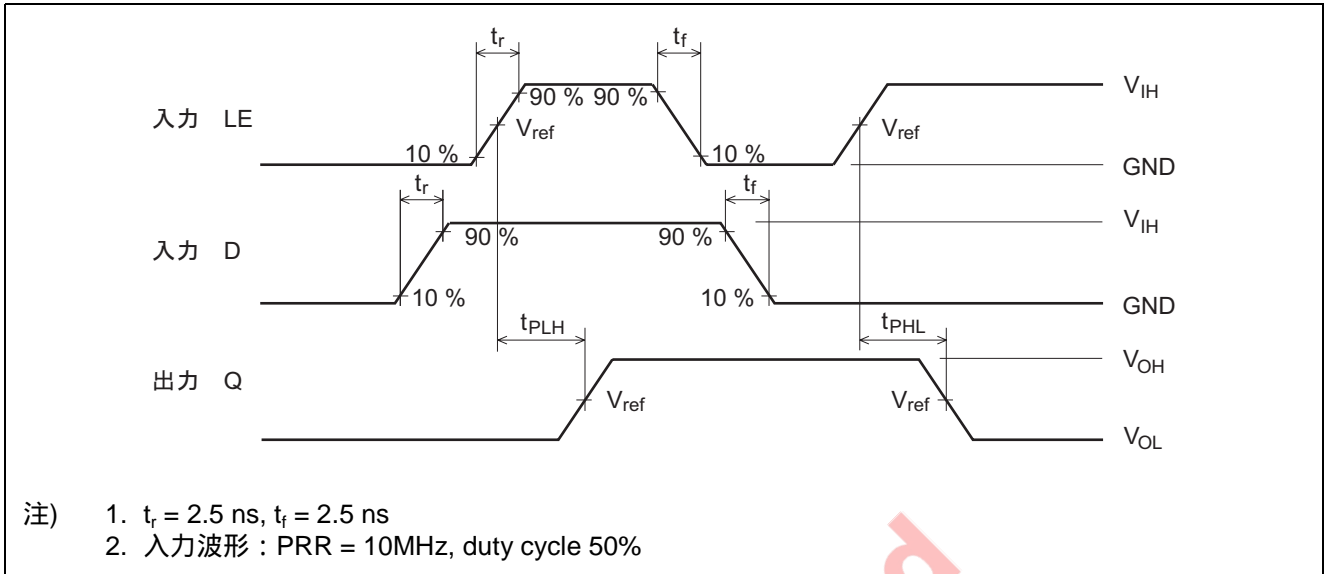 t_r t_f
入力 LE 90 % 90 % V_ref V_ref V_IH
10 % 10 % GND
t_r t_f
入力 D 90 % 90 % V_IH
10 % 10 % GND
t_PLH t_PHL
出力 Q V_ref V_ref V_OH
V_OL
注) 1. t_r = 2.5 ns, t_f = 2.5 ns
2. 入力波形:PRR = 10MHz, duty cycle 50%